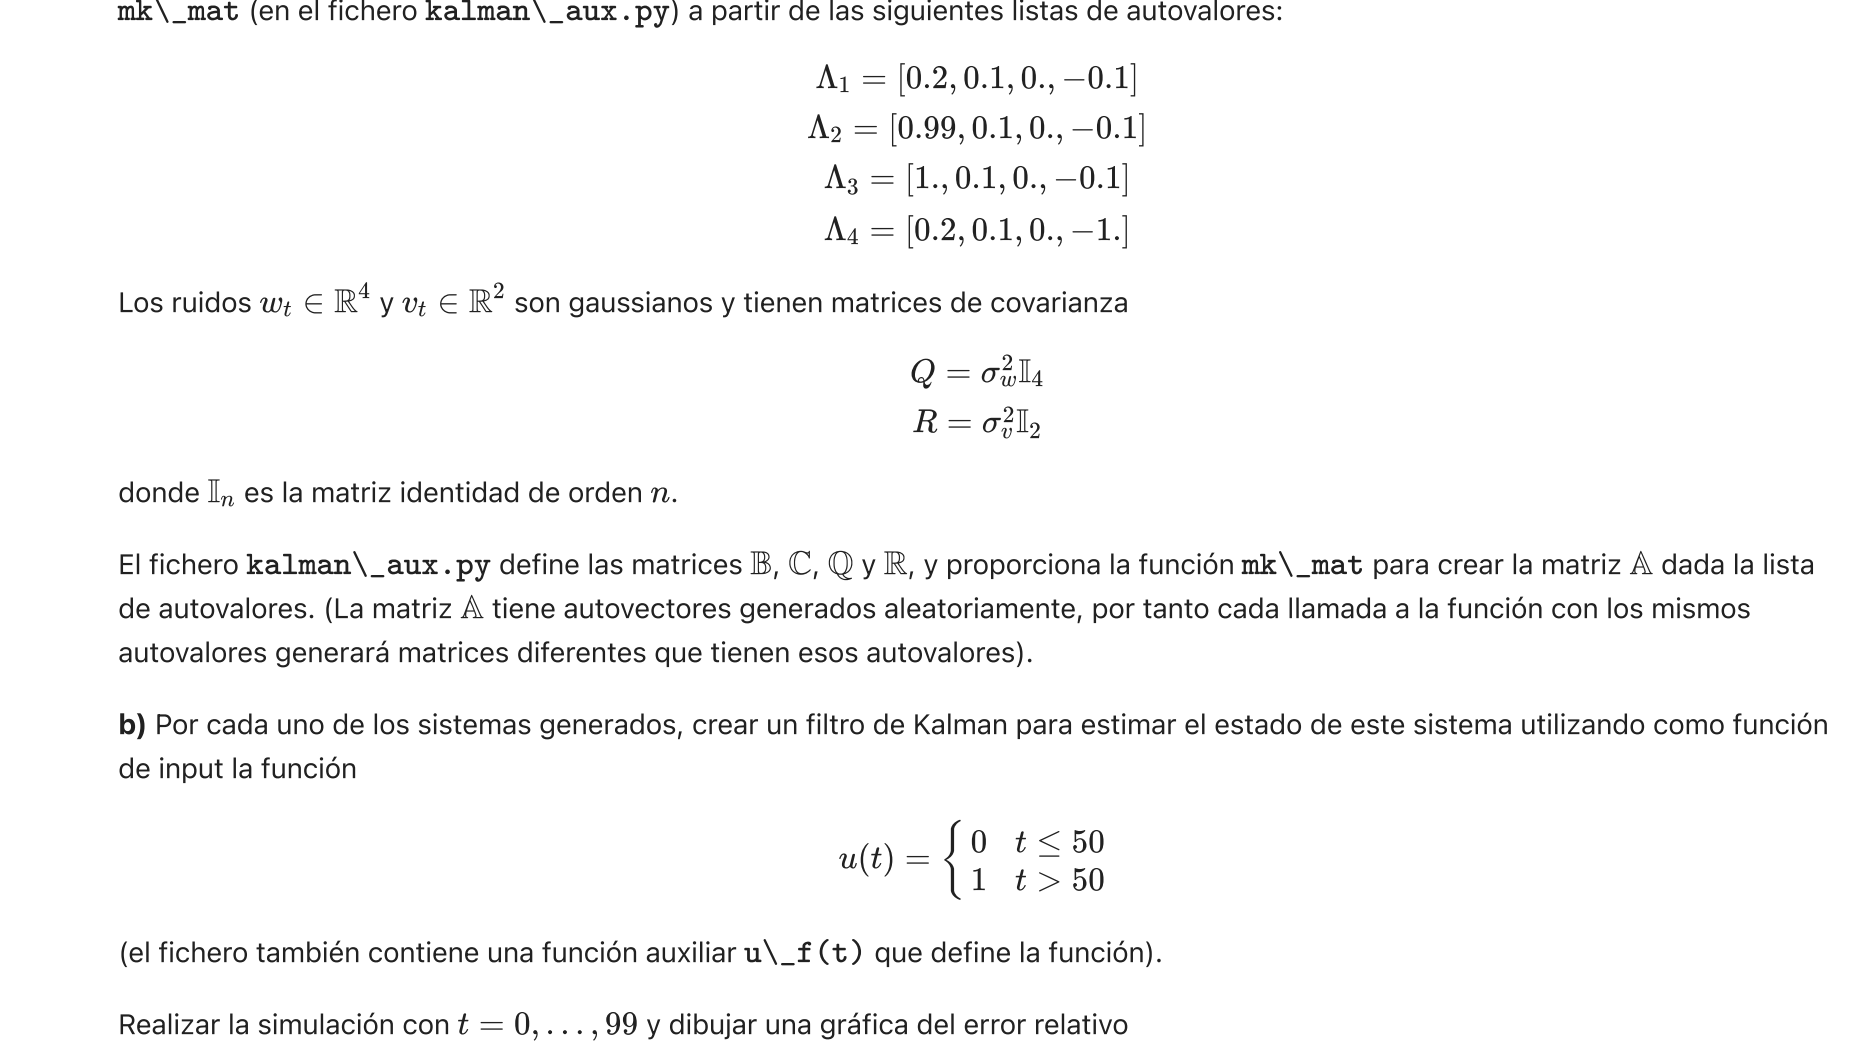 mk\_mat (en el fichero kalman\_aux.py) a partir de las siguientes listas de autovalores:
Λ₁ = [0.2, 0.1, 0., −0.1]
Λ₂ = [0.99, 0.1, 0., −0.1]
Λ₃ = [1., 0.1, 0., −0.1]
Λ₄ = [0.2, 0.1, 0., −1.]
Los ruidos wₜ ∈ ℝ⁴ y vₜ ∈ ℝ² son gaussianos y tienen matrices de covarianza
Q = σ_w² 𝕀₄
R = σ_v² 𝕀₂
donde 𝕀ₙ es la matriz identidad de orden n.
El fichero kalman\_aux.py define las matrices 𝔹, ℂ, ℚ y ℝ, y proporciona la función mk\_mat para crear la matriz 𝔸 dada la lista
de autovalores. (La matriz 𝔸 tiene autovectores generados aleatoriamente, por tanto cada llamada a la función con los mismos
autovalores generará matrices diferentes que tienen esos autovalores).
b) Por cada uno de los sistemas generados, crear un filtro de Kalman para estimar el estado de este sistema utilizando como función
de input la función
u(t) = { 0 t ≤ 50
1 t > 50
(el fichero también contiene una función auxiliar u\_f(t) que define la función).
Realizar la simulación con t = 0, . . . , 99 y dibujar una gráfica del error relativo